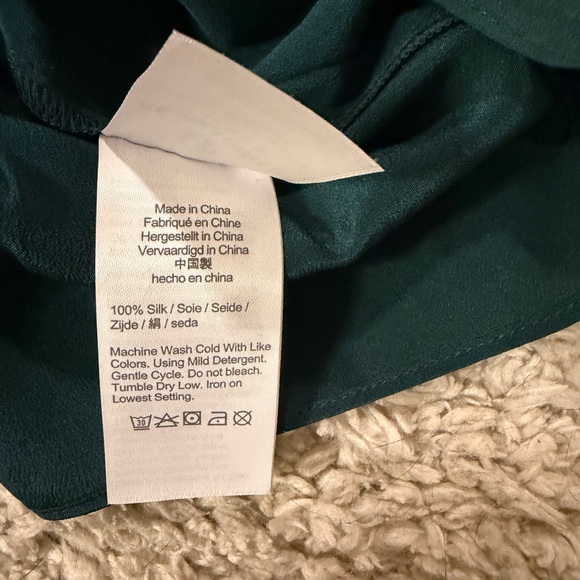 Made in China
Fabriqué en Chine
Hergestellt in China
Vervaardigd in China
中国製
hecho en china
100% Silk / Soie / Seide /
Zijde / 絹 / seda
Machine Wash Cold With Like
Colors. Using Mild Detergent.
Gentle Cycle. Do not bleach.
Tumble Dry Low. Iron on
Lowest Setting.
30